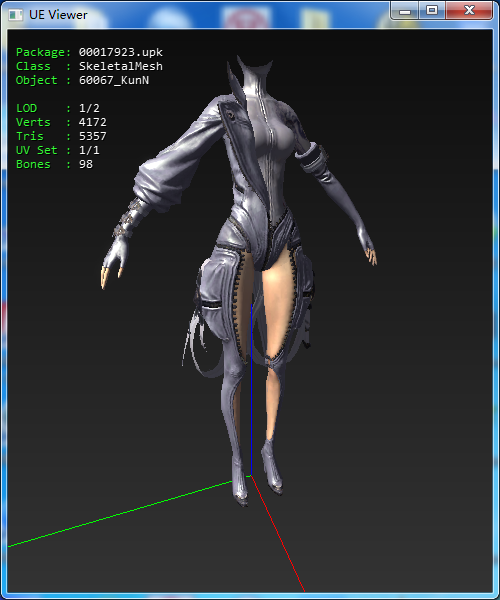 UE Viewer
Package: 00017923.upk
Class : SkeletalMesh
Object : 60067_KunN
LOD : 1/2
Verts : 4172
Tris : 5357
UV Set : 1/1
Bones : 98